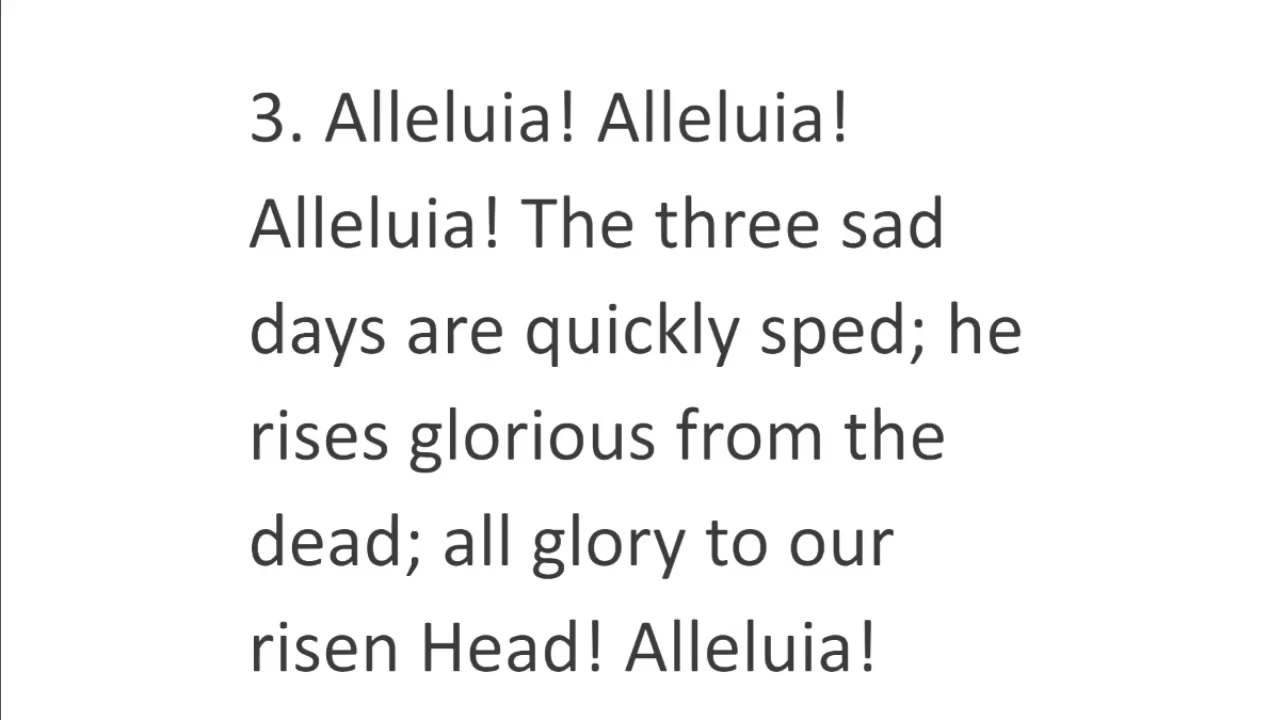 3. Alleluia! Alleluia!
Alleluia! The three sad
days are quickly sped; he
rises glorious from the
dead; all glory to our
risen Head! Alleluia!